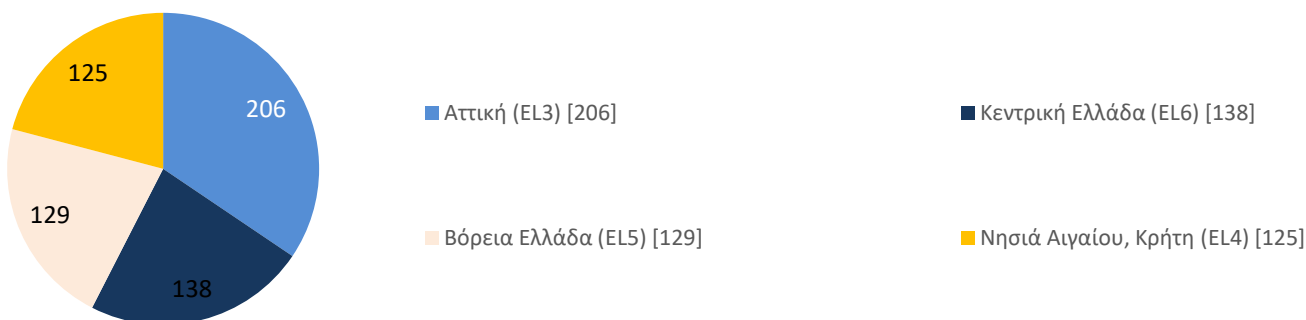 125
206
129
138
Αττική (EL3) [206]
Κεντρική Ελλάδα (EL6) [138]
Βόρεια Ελλάδα (EL5) [129]
Νησιά Αιγαίου, Κρήτη (EL4) [125]